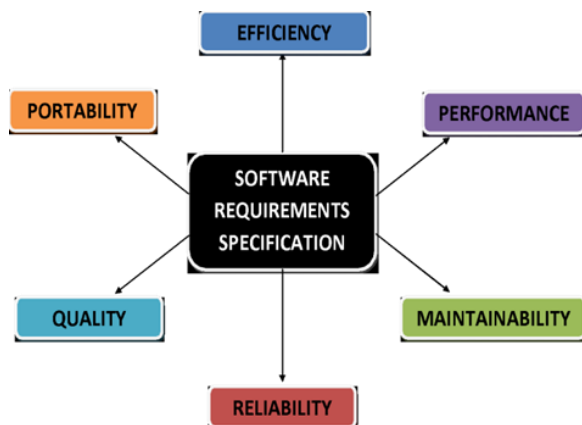 EFFICIENCY
PORTABILITY
PERFORMANCE
SOFTWARE
REQUIREMENTS
SPECIFICATION
QUALITY
MAINTAINABILITY
RELIABILITY